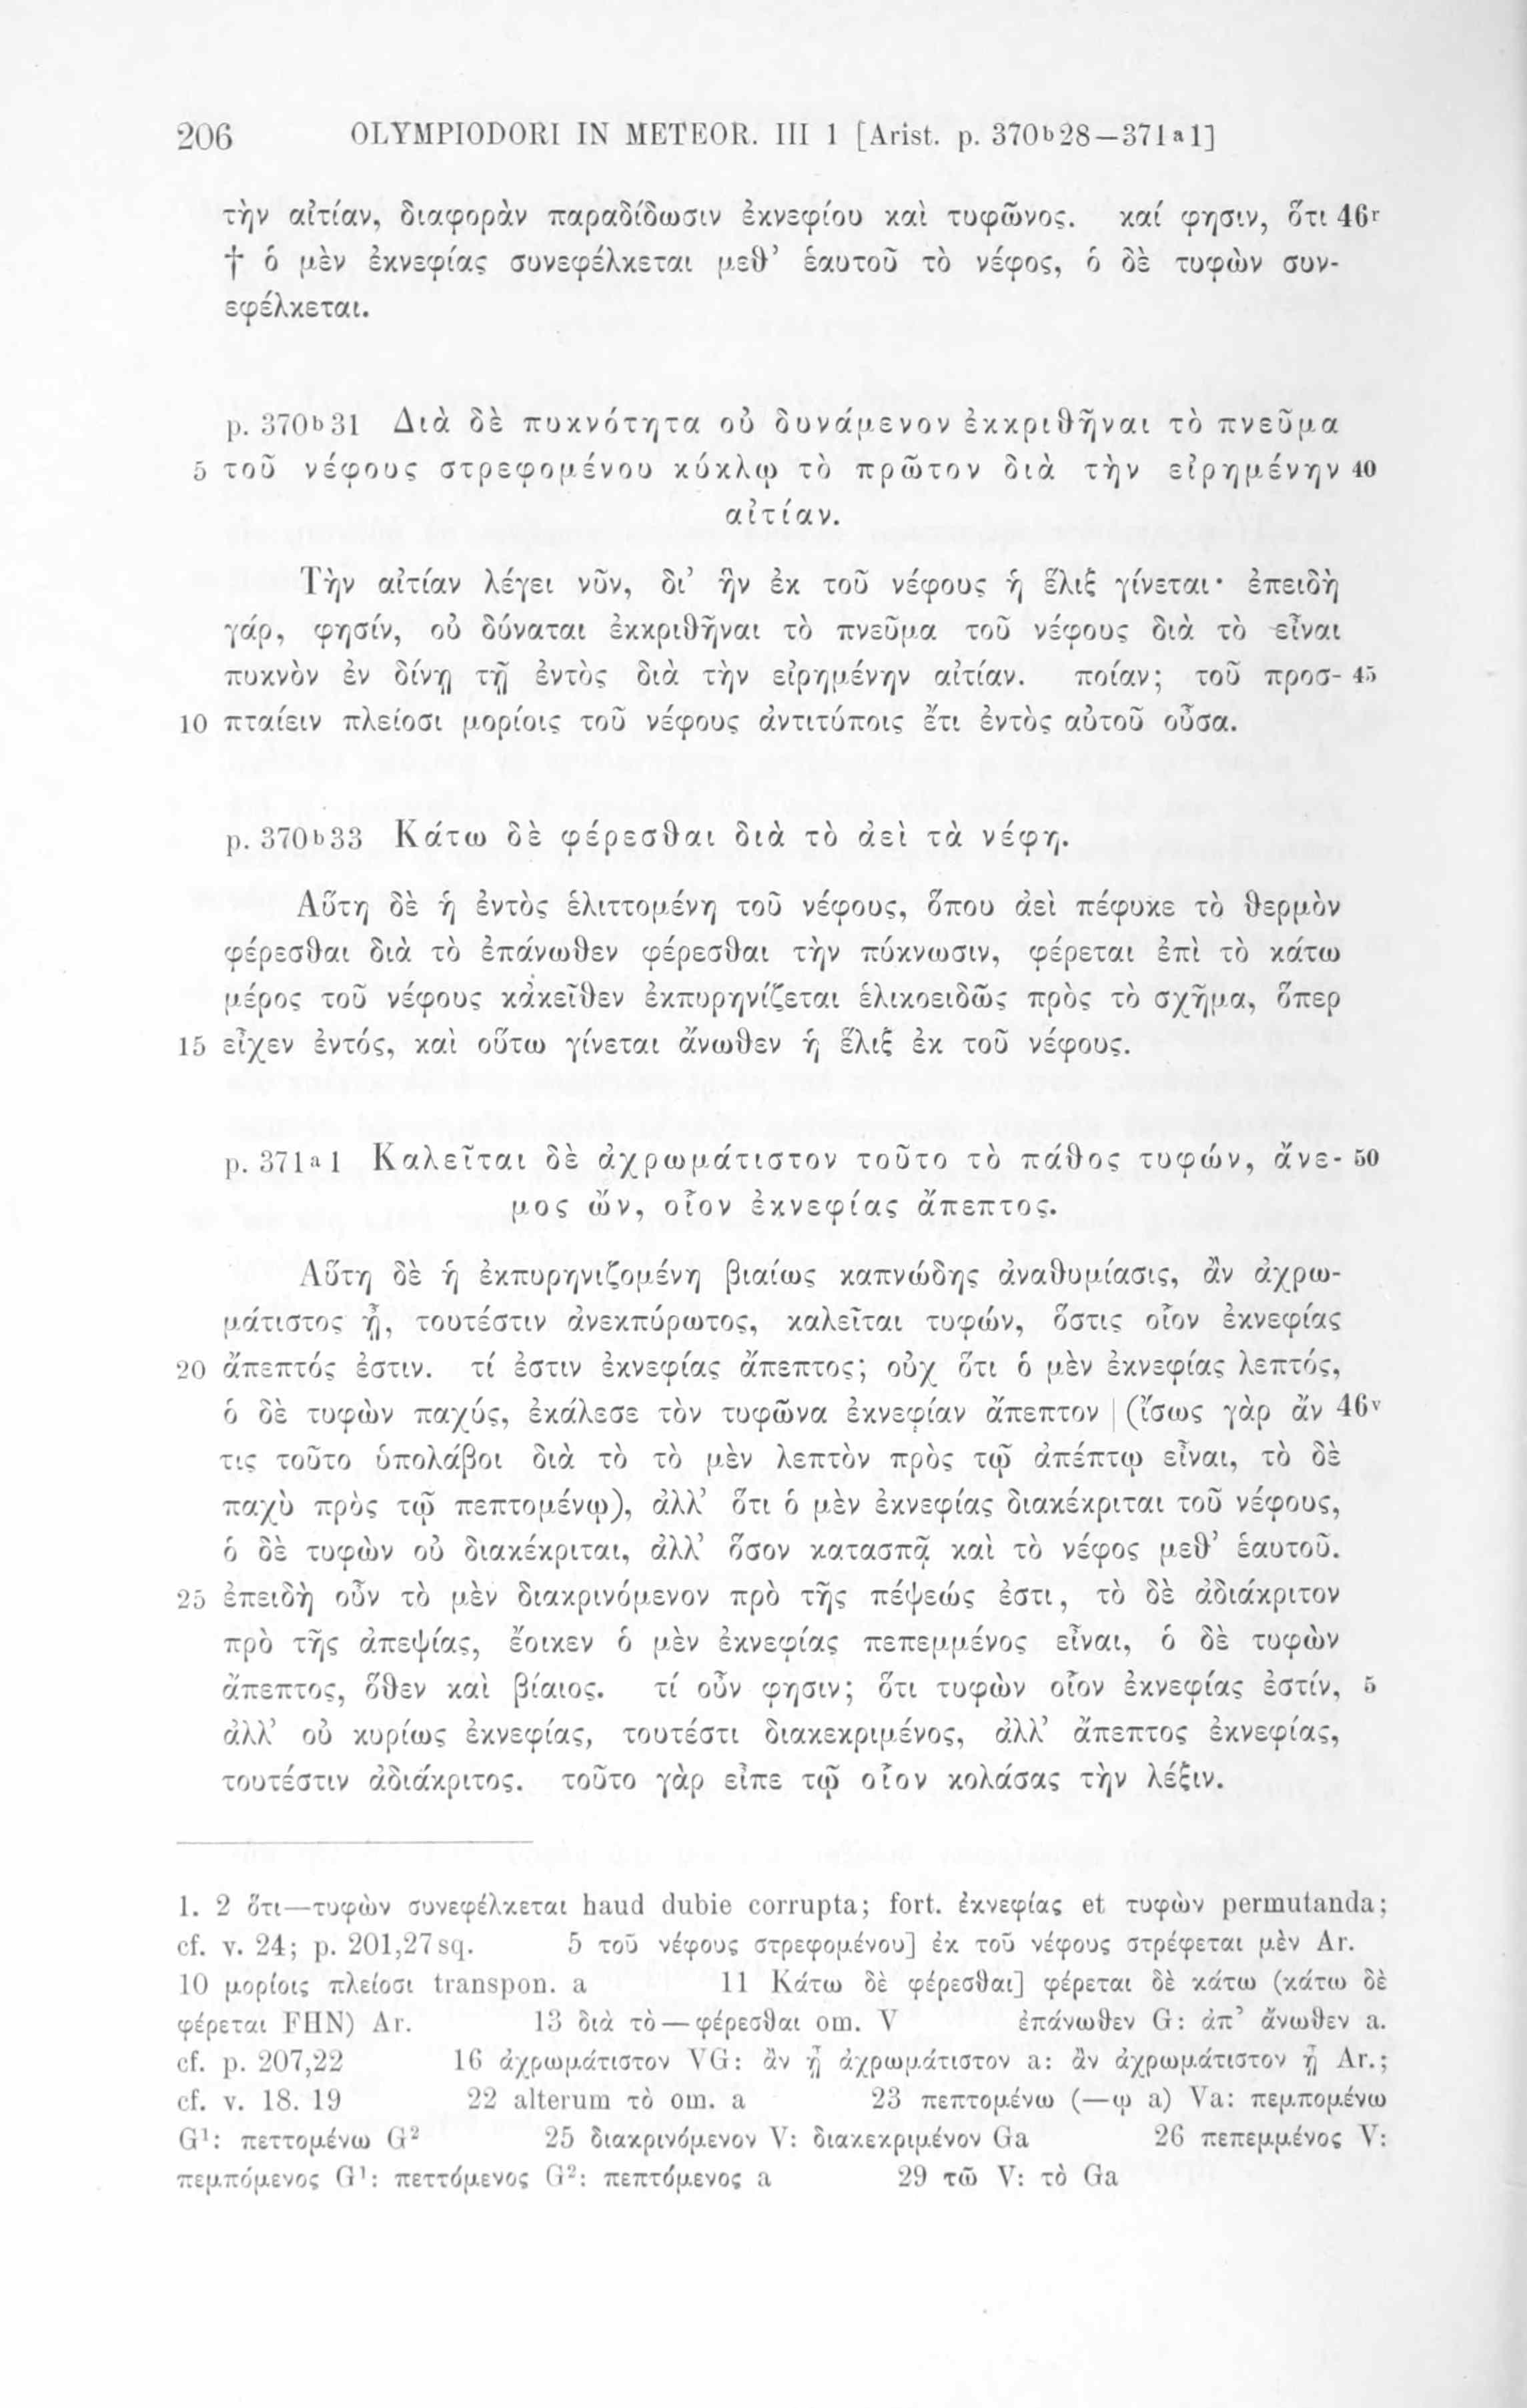 206 OLYMPIODORI IN METEOR. III 1 [Arist. p. 370b28—371a1]
τὴν αἰτίαν, διαφορὰν παραδίδωσιν ἐκνεφίου καὶ τυφῶνος. καί φησιν, ὅτι 46r
† ὁ μὲν ἐκνεφίας συνεφέλκεται μεθ’ ἑαυτοῦ τὸ νέφος, ὁ δὲ τυφὼν συν-
εφέλκεται.
p. 370b31 Διὰ δὲ πυκνότητα οὐ δυνάμενον ἐκκριθῆναι τὸ πνεῦμα
5 τοῦ νέφους στρεφομένου κύκλῳ τὸ πρῶτον διὰ τὴν εἰρημένην 40
αἰτίαν.
Τὴν αἰτίαν λέγει νῦν, δι’ ἣν ἐκ τοῦ νέφους ἡ ἕλιξ γίνεται· ἐπειδὴ
γάρ, φησίν, οὐ δύναται ἐκκριθῆναι τὸ πνεῦμα τοῦ νέφους διὰ τὸ εἶναι
πυκνὸν ἐν δίνῃ τῇ ἐντὸς διὰ τὴν εἰρημένην αἰτίαν. ποίαν; τοῦ προσ- 45
10 πταίειν πλείοσι μορίοις τοῦ νέφους ἀντιτύποις ἔτι ἐντὸς αὐτοῦ οὖσα.
p. 370b33 Κάτω δὲ φέρεσθαι διὰ τὸ ἀεὶ τὰ νέφη.
Αὕτη δὲ ἡ ἐντὸς ἑλιττομένη τοῦ νέφους, ὅπου ἀεὶ πέφυκε τὸ θερμὸν
φέρεσθαι διὰ τὸ ἐπάνωθεν φέρεσθαι τὴν πύκνωσιν, φέρεται ἐπὶ τὸ κάτω
μέρος τοῦ νέφους κἀκεῖθεν ἐκπυρηνίζεται ἑλικοειδῶς πρὸς τὸ σχῆμα, ὅπερ
15 εἶχεν ἐντός, καὶ οὕτω γίνεται ἄνωθεν ἡ ἕλιξ ἐκ τοῦ νέφους.
p. 371a1 Καλεῖται δὲ ἀχρωμάτιστον τοῦτο τὸ πάθος τυφών, ἄνε- 50
μος ὤν, οἷον ἐκνεφίας ἄπεπτος.
Αὕτη δὲ ἡ ἐκπυρηνιζομένη βιαίως καπνώδης ἀναθυμίασις, ἂν ἀχρω-
μάτιστος ᾖ, τουτέστιν ἀνεκπύρωτος, καλεῖται τυφών, ὅστις οἷον ἐκνεφίας
20 ἄπεπτός ἐστιν. τί ἐστιν ἐκνεφίας ἄπεπτος; οὐχ ὅτι ὁ μὲν ἐκνεφίας λεπτός,
ὁ δὲ τυφὼν παχύς, ἐκάλεσε τὸν τυφῶνα ἐκνεφίαν ἄπεπτον | (ἴσως γὰρ ἄν 46v
τις τοῦτο ὑπολάβοι διὰ τὸ τὸ μὲν λεπτὸν πρὸς τῷ ἀπέπτῳ εἶναι, τὸ δὲ
παχὺ πρὸς τῷ πεπτομένῳ), ἀλλ’ ὅτι ὁ μὲν ἐκνεφίας διακέκριται τοῦ νέφους,
ὁ δὲ τυφὼν οὐ διακέκριται, ἀλλ’ ὅσον κατασπᾷ καὶ τὸ νέφος μεθ’ ἑαυτοῦ.
25 ἐπειδὴ οὖν τὸ μὲν διακρινόμενον πρὸ τῆς πέψεώς ἐστι, τὸ δὲ ἀδιάκριτον
πρὸ τῆς ἀπεψίας, ἔοικεν ὁ μὲν ἐκνεφίας πεπεμμένος εἶναι, ὁ δὲ τυφὼν
ἄπεπτος, ὅθεν καὶ βίαιος. τί οὖν φησιν; ὅτι τυφὼν οἷον ἐκνεφίας ἐστίν, 5
ἀλλ’ οὐ κυρίως ἐκνεφίας, τουτέστι διακεκριμένος, ἀλλ’ ἄπεπτος ἐκνεφίας,
τουτέστιν ἀδιάκριτος. τοῦτο γὰρ εἶπε τῷ οἷον κολάσας τὴν λέξιν.
1. 2 ὅτι—τυφὼν συνεφέλκεται haud dubie corrupta; fort. ἐκνεφίας et τυφὼν permutanda;
cf. v. 24; p. 201,27sq. 5 τοῦ νέφους στρεφομένου] ἐκ τοῦ νέφους στρέφεται μὲν Ar.
10 μορίοις πλείοσι transpon. a 11 Κάτω δὲ φέρεσθαι] φέρεται δὲ κάτω (κάτω δὲ
φέρεται FHN) Ar. 13 διὰ τὸ—φέρεσθαι om. V ἐπάνωθεν G: ἀπ’ ἄνωθεν a.
cf. p. 207,22 16 ἀχρωμάτιστον VG: ἂν ᾖ ἀχρωμάτιστον a: ἂν ἀχρωμάτιστον ᾖ Ar.;
cf. v. 18. 19 22 alterum τὸ om. a 23 πεπτομένω (—ῳ a) Va: πεμπομένω
G1: πεττομένω G2 25 διακρινόμενον V: διακεκριμένον Ga 26 πεπεμμένος V:
πεμπόμενος G1: πεττόμενος G2: πεπτόμενος a 29 τῶ V: τὸ Ga